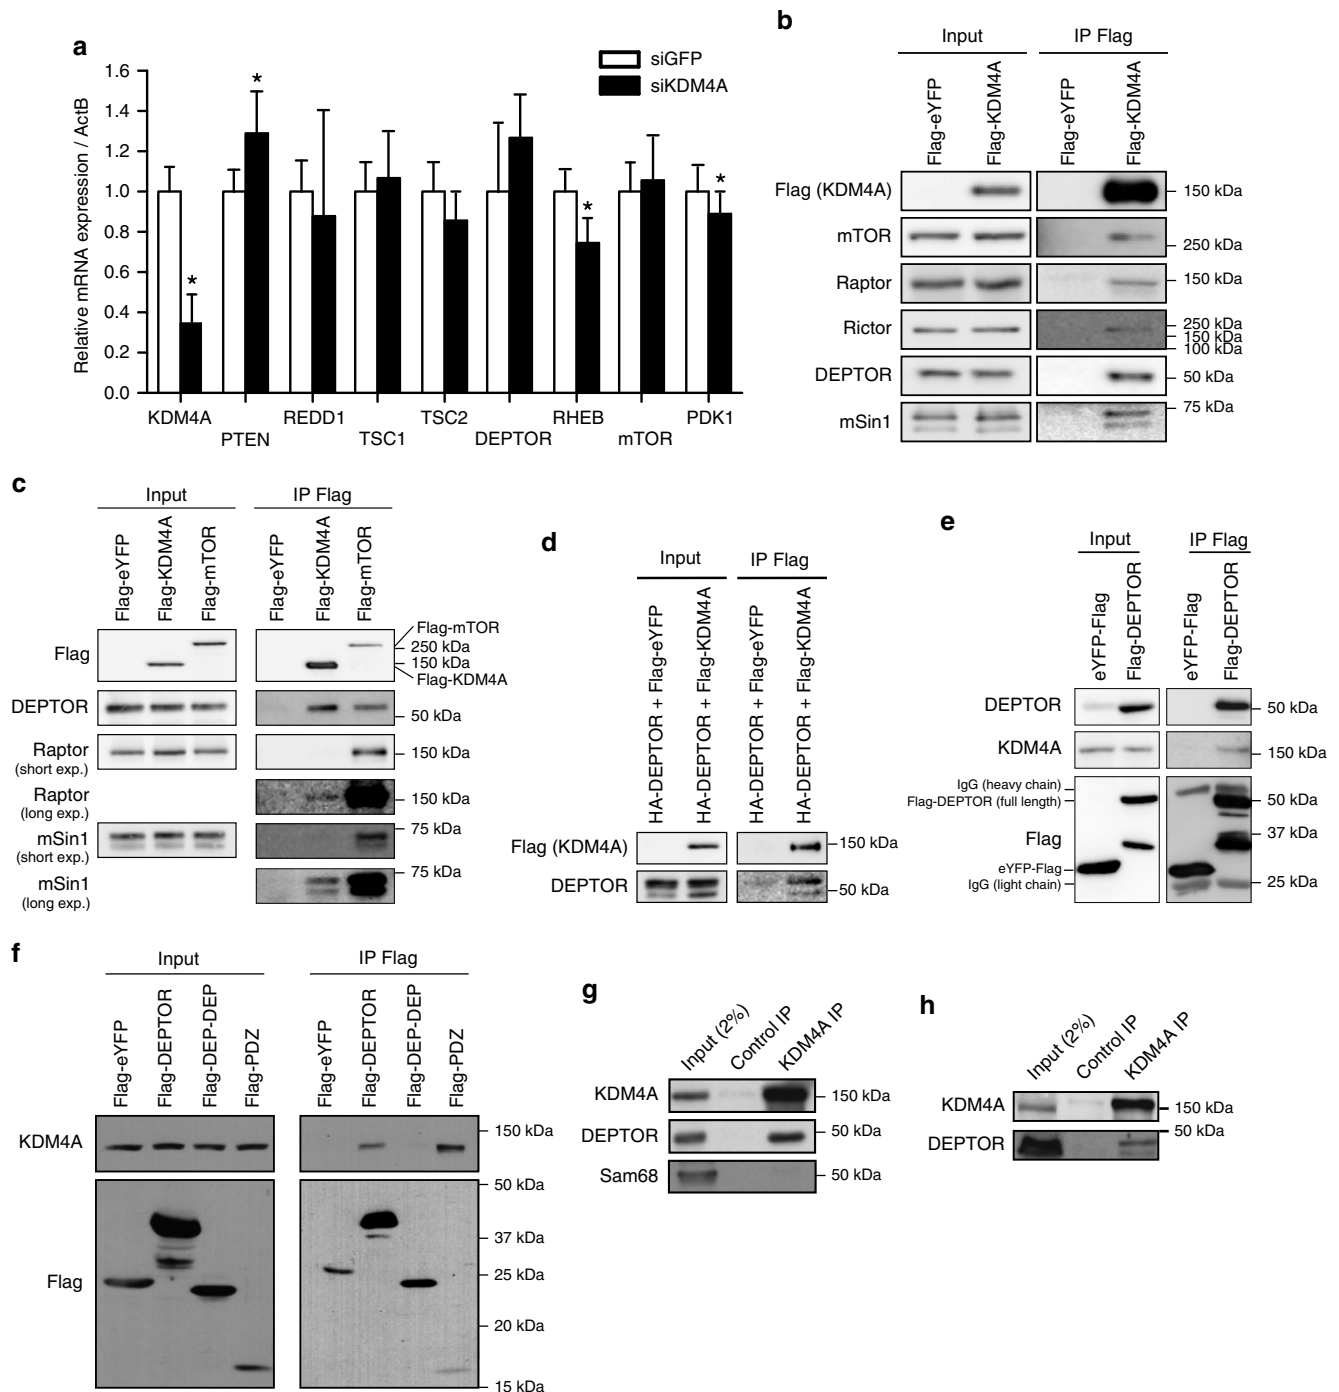 a
siGFP
siKDM4A
Relative mRNA expression / ActB
1.6
1.4
1.2
1.0
0.8
0.6
0.4
0.2
0.0
*
*
*
*
KDM4A
PTEN
REDD1
TSC1
TSC2
DEPTOR
RHEB
mTOR
PDK1
b
Input
IP Flag
Flag-eYFP
Flag-KDM4A
Flag-eYFP
Flag-KDM4A
Flag (KDM4A)
150 kDa
mTOR
250 kDa
Raptor
150 kDa
Rictor
250 kDa
150 kDa
100 kDa
DEPTOR
50 kDa
mSin1
75 kDa
c
Input
IP Flag
Flag-eYFP
Flag-KDM4A
Flag-mTOR
Flag-eYFP
Flag-KDM4A
Flag-mTOR
Flag
Flag-mTOR
250 kDa
150 kDa
Flag-KDM4A
DEPTOR
50 kDa
Raptor
(short exp.)
150 kDa
Raptor
(long exp.)
150 kDa
mSin1
(short exp.)
75 kDa
mSin1
(long exp.)
75 kDa
d
Input
IP Flag
HA-DEPTOR + Flag-eYFP
HA-DEPTOR + Flag-KDM4A
HA-DEPTOR + Flag-eYFP
HA-DEPTOR + Flag-KDM4A
Flag (KDM4A)
150 kDa
DEPTOR
50 kDa
e
Input
IP Flag
eYFP-Flag
Flag-DEPTOR
eYFP-Flag
Flag-DEPTOR
DEPTOR
50 kDa
KDM4A
150 kDa
IgG (heavy chain)
Flag-DEPTOR (full length)
50 kDa
Flag
37 kDa
eYFP-Flag
IgG (light chain)
25 kDa
f
Input
IP Flag
Flag-eYFP
Flag-DEPTOR
Flag-DEP-DEP
Flag-PDZ
Flag-eYFP
Flag-DEPTOR
Flag-DEP-DEP
Flag-PDZ
KDM4A
150 kDa
Flag
50 kDa
37 kDa
25 kDa
20 kDa
15 kDa
g
Input (2%)
Control IP
KDM4A IP
KDM4A
150 kDa
DEPTOR
50 kDa
Sam68
50 kDa
h
Input (2%)
Control IP
KDM4A IP
KDM4A
150 kDa
DEPTOR
50 kDa